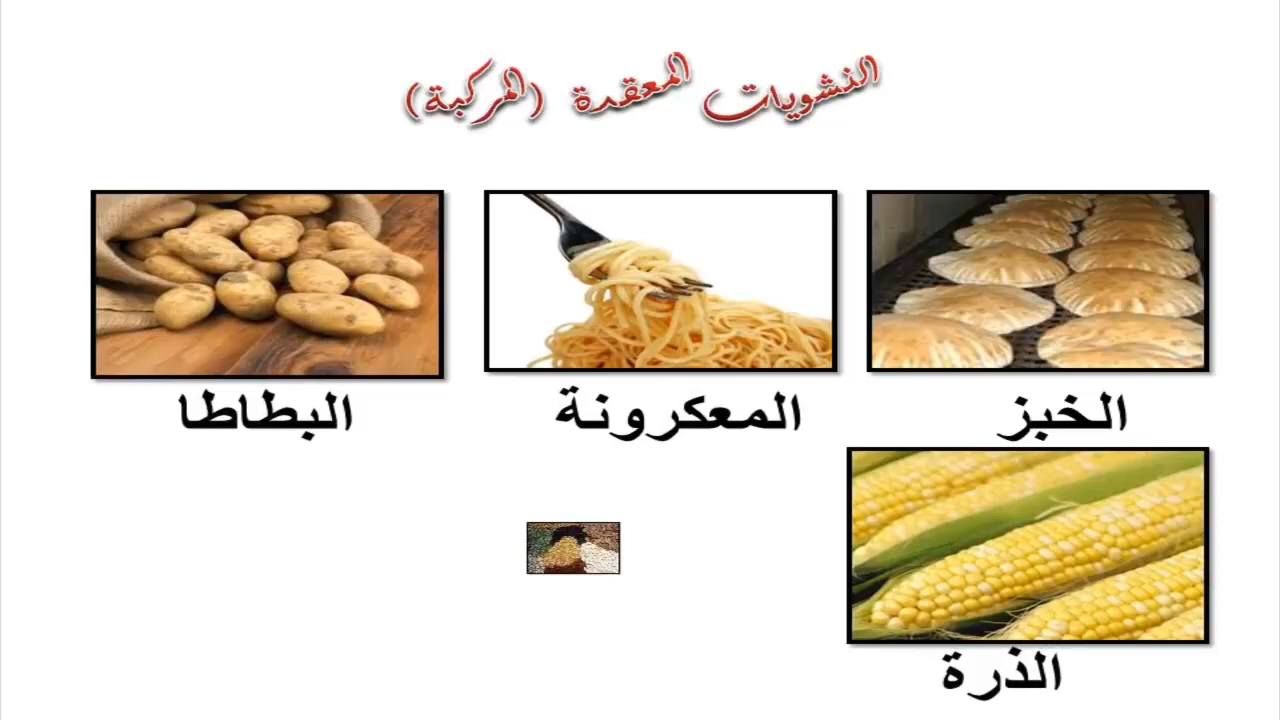 النشويات المعقدة (المركبة)
الخبز
المعكرونة
البطاطا
الذرة